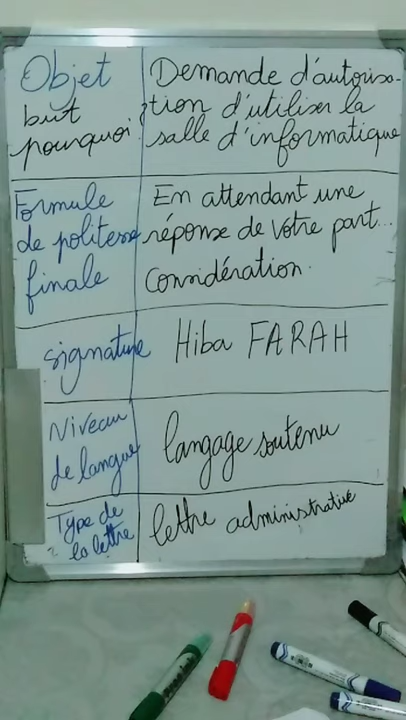 Objet
but
pourquoi ?
Demande d'autorisa-
tion d'utiliser la
salle d'informatique
Formule
de politesse
finale
En attendant une
réponse de votre part...
Considération.
signature
Hiba FARAH
Niveau
de langue
langage soutenu
Type de
la lettre
?
lettre administrative